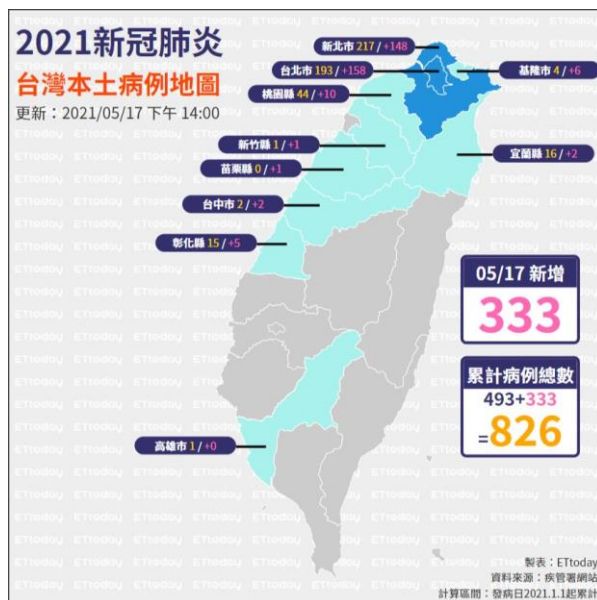 2021新冠肺炎
台灣本土病例地圖
更新：2021/05/17 下午 14:00
新北市 217 / +148
台北市 193 / +158
基隆市 4 / +6
桃園縣 44 / +10
新竹縣 1 / +1
宜蘭縣 16 / +2
苗栗縣 0 / +1
台中市 2 / +2
彰化縣 15 / +5
05/17 新增
333
累計病例總數
493+333
=826
高雄市 1 / +0
製表：ETtoday
資料來源：疾管署網站
計算區間：發病日2021.1.1起累計